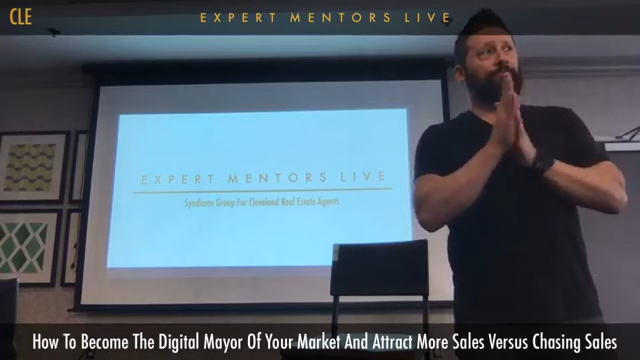 CLE
EXPERT MENTORS LIVE
EXPERT MENTORS LIVE
Syndicate Group For Cleveland Real Estate Agents
How To Become The Digital Mayor Of Your Market And Attract More Sales Versus Chasing Sales